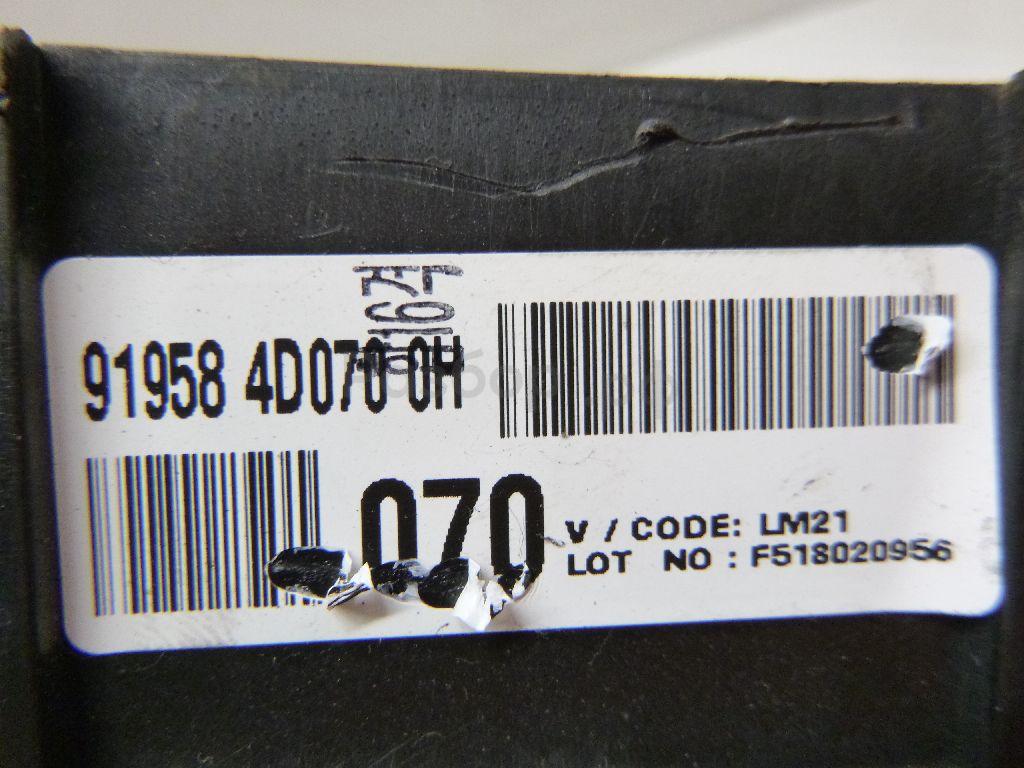 91958 4D070 0H
070
V / CODE: LM21
LOT NO : F518020956